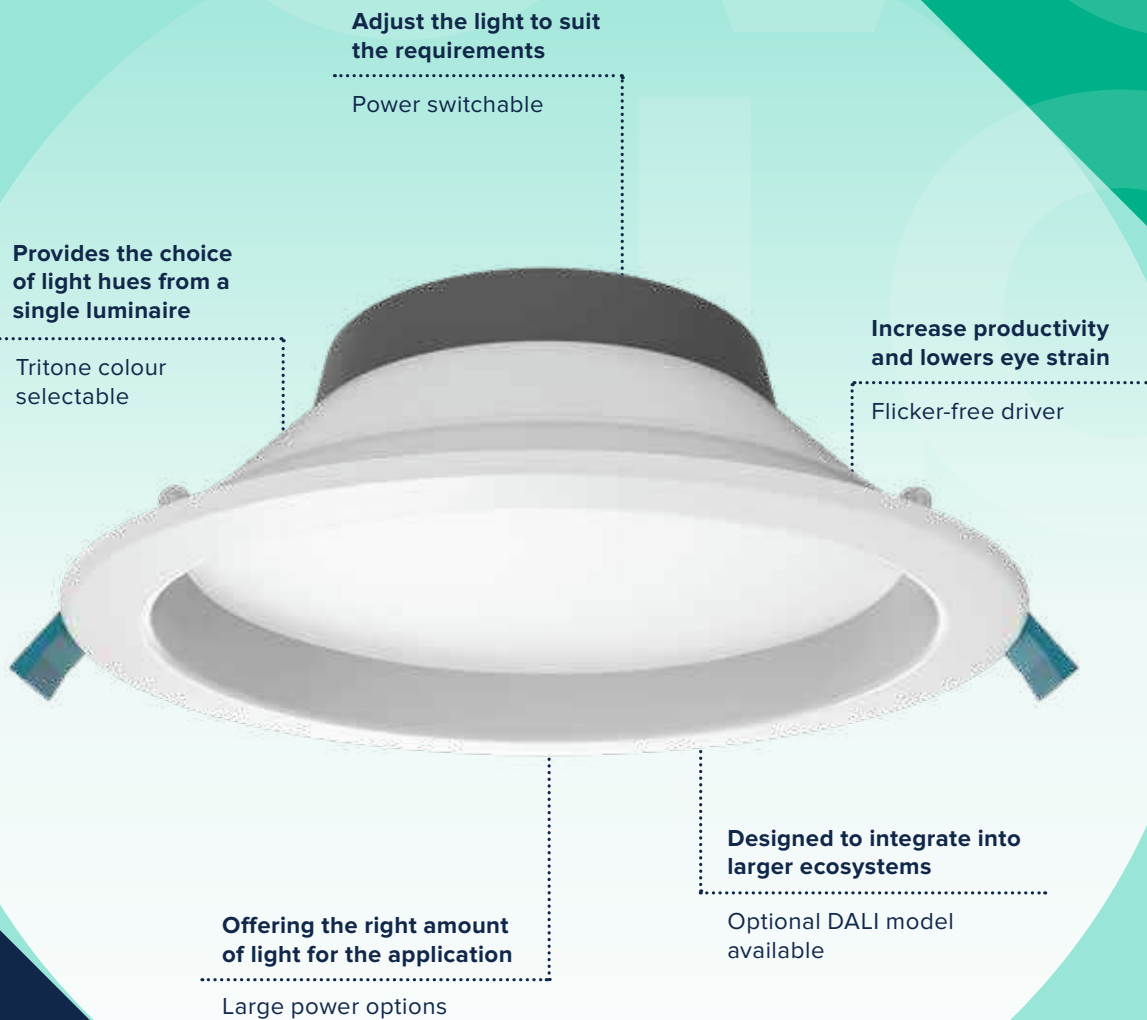 Adjust the light to suit
the requirements
Power switchable
Provides the choice
of light hues from a
single luminaire
Tritone colour
selectable
Increase productivity
and lowers eye strain
Flicker-free driver
Designed to integrate into
larger ecosystems
Optional DALI model
available
Offering the right amount
of light for the application
Large power options